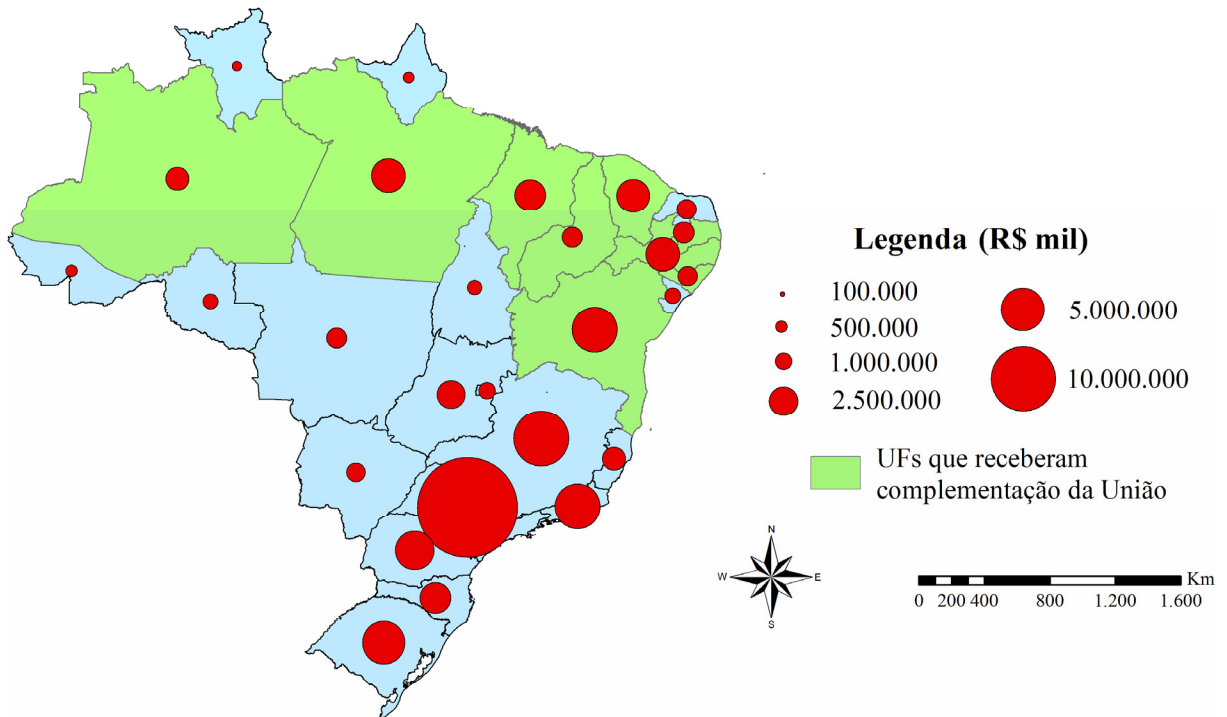 Legenda (R$ mil)
100.000
500.000
1.000.000
2.500.000
5.000.000
10.000.000
UFs que receberam
complementação da União
N
W
E
S
Km
0 200 400 800 1.200 1.600